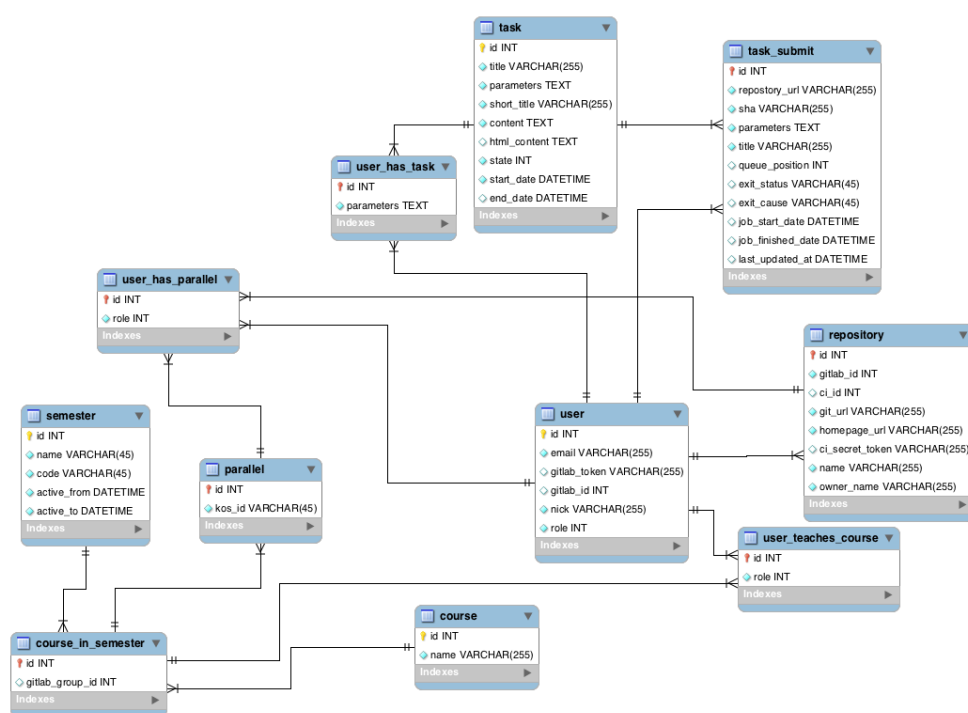 task
id INT
title VARCHAR(255)
parameters TEXT
short_title VARCHAR(255)
content TEXT
html_content TEXT
state INT
start_date DATETIME
end_date DATETIME
Indexes
task_submit
id INT
repostory_url VARCHAR(255)
sha VARCHAR(255)
parameters TEXT
title VARCHAR(255)
queue_position INT
exit_status VARCHAR(45)
exit_cause VARCHAR(45)
job_start_date DATETIME
job_finished_date DATETIME
last_updated_at DATETIME
Indexes
user_has_task
id INT
parameters TEXT
Indexes
user_has_parallel
id INT
role INT
Indexes
repository
id INT
gitlab_id INT
ci_id INT
git_url VARCHAR(255)
homepage_url VARCHAR(255)
ci_secret_token VARCHAR(255)
name VARCHAR(255)
owner_name VARCHAR(255)
semester
id INT
name VARCHAR(45)
code VARCHAR(45)
active_from DATETIME
active_to DATETIME
Indexes
user
id INT
email VARCHAR(255)
gitlab_token VARCHAR(255)
gitlab_id INT
nick VARCHAR(255)
role INT
Indexes
parallel
id INT
kos_id VARCHAR(45)
Indexes
user_teaches_course
id INT
role INT
Indexes
course
id INT
name VARCHAR(255)
Indexes
course_in_semester
id INT
gitlab_group_id INT
Indexes